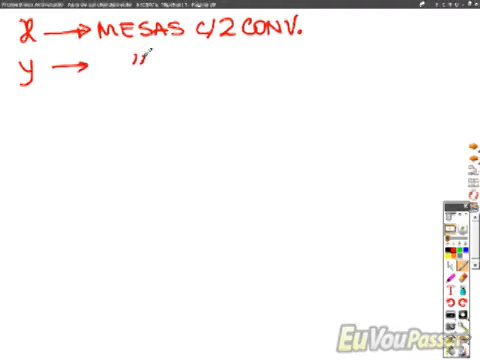 x → MESAS C/2 CONV.
y → "
EuVouPassar